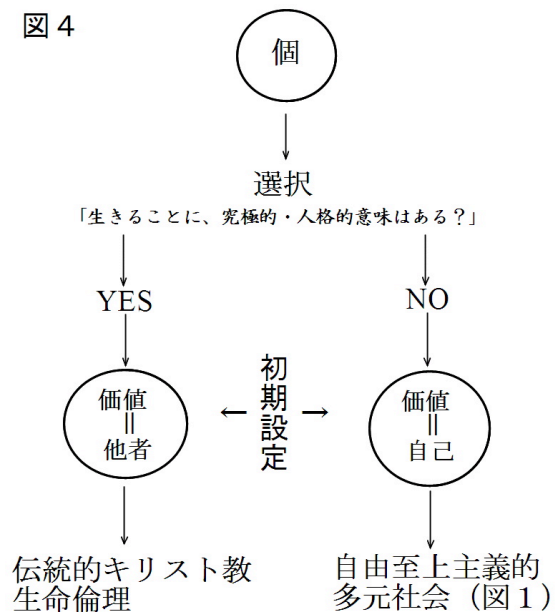 図４
個
選択
「生きることに、究極的・人格的意味はある？」
YES
NO
価値
||
他者
← 初期設定 →
価値
||
自己
伝統的キリスト教
生命倫理
自由至上主義的
多元社会（図１）